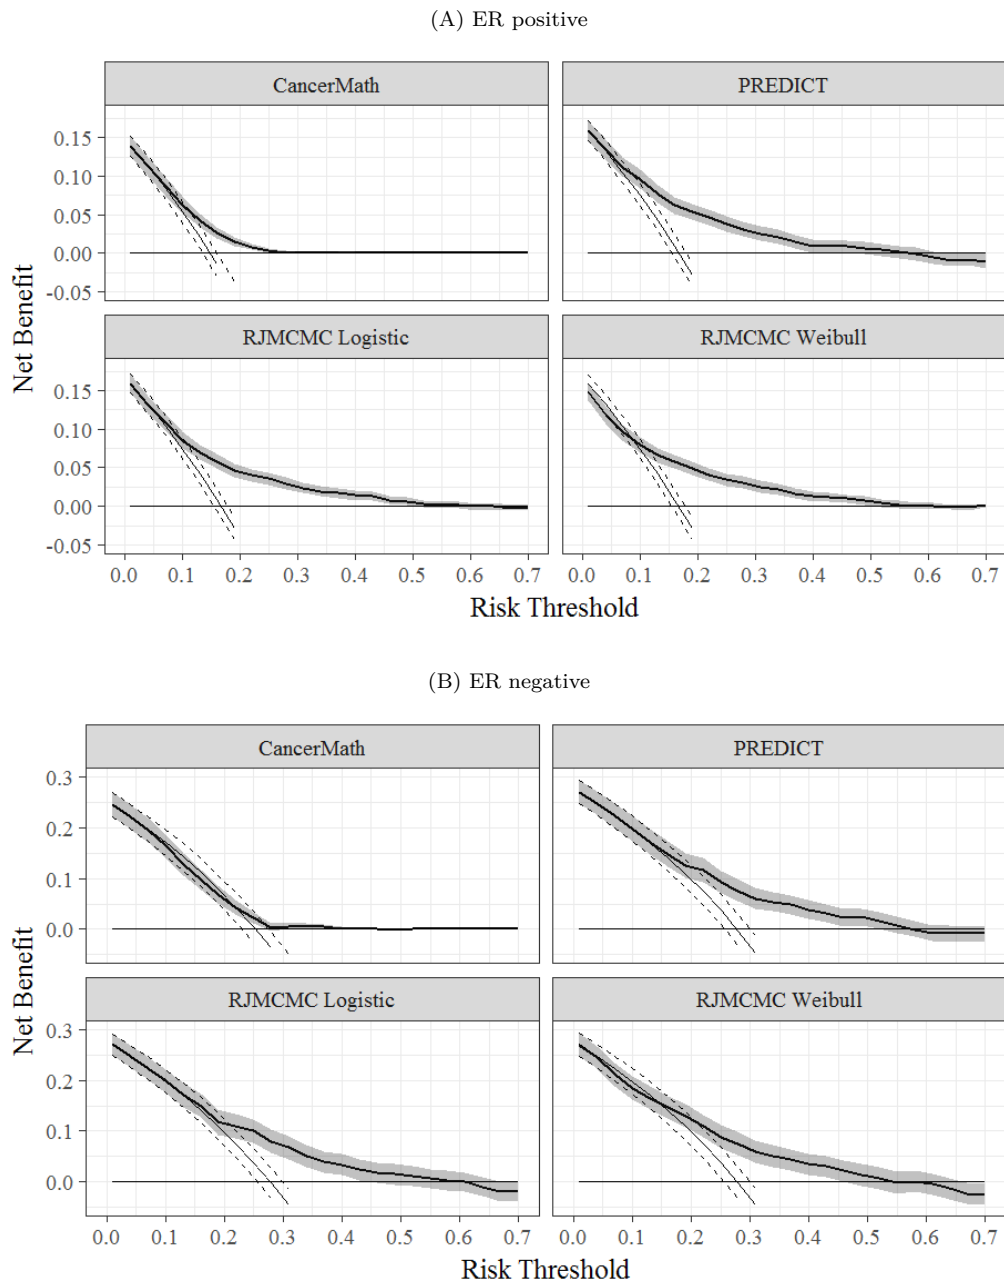 (A) ER positive
CancerMath
PREDICT
0.15
0.10
0.05
0.00
-0.05
RJMCMC Logistic
RJMCMC Weibull
0.15
0.10
0.05
0.00
-0.05
Net Benefit
0.0 0.1 0.2 0.3 0.4 0.5 0.6 0.7
0.0 0.1 0.2 0.3 0.4 0.5 0.6 0.7
Risk Threshold
(B) ER negative
CancerMath
PREDICT
0.3
0.2
0.1
0.0
RJMCMC Logistic
RJMCMC Weibull
0.3
0.2
0.1
0.0
Net Benefit
0.0 0.1 0.2 0.3 0.4 0.5 0.6 0.7
0.0 0.1 0.2 0.3 0.4 0.5 0.6 0.7
Risk Threshold